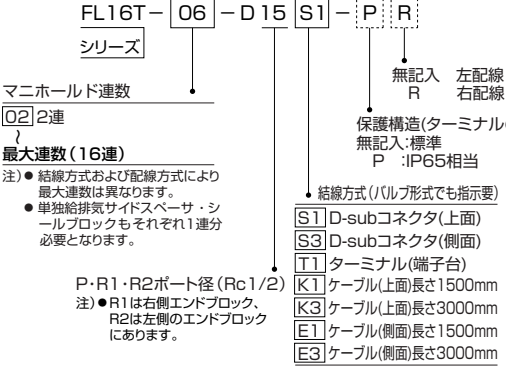 FL16T－06－D 15 S1－P R
シリーズ
無記入 左配線
R 右配線
マニホールド連数
02 2連
〜
最大連数（16連）
注）● 結線方式および配線方式により
最大連数は異なります。
● 単独給排気サイドスペーサ・シ
ールブロックもそれぞれ1連分
必要となります。
保護構造(ターミナル
無記入:標準
P :IP65相当
結線方式(バルブ形式でも指示要)
S1 D-subコネクタ(上面)
S3 D-subコネクタ(側面)
T1 ターミナル(端子台)
K1 ケーブル(上面)長さ1500mm
K3 ケーブル(上面)長さ3000mm
E1 ケーブル(側面)長さ1500mm
E3 ケーブル(側面)長さ3000mm
P・R1・R2ポート径（Rc1/2）
注）●R1は右側エンドブロック、
R2は左側のエンドブロック
にあります。